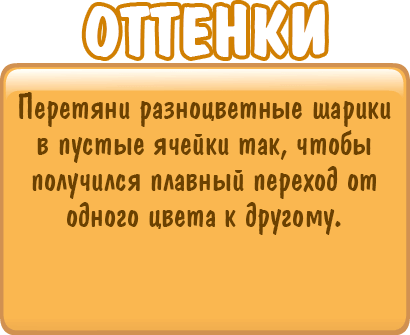 ОТТЕНКИ
Перетяни разноцветные шарики
в пустые ячейки так, чтобы
получился плавный переход от
одного цвета к другому.